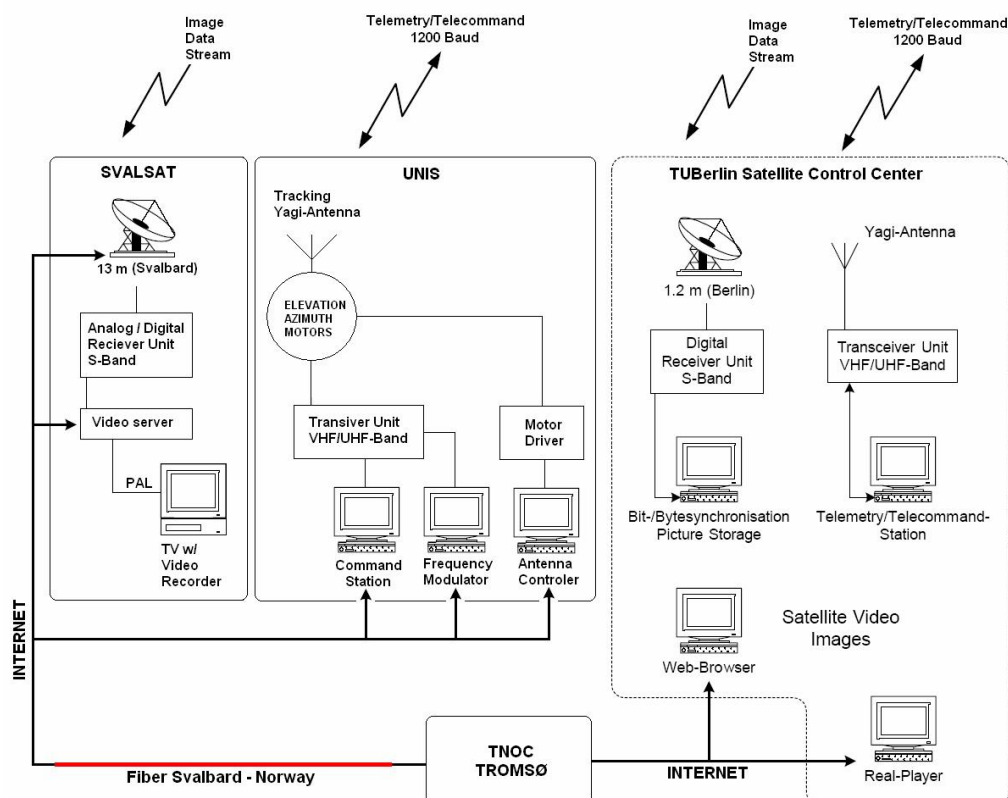 Image
Data
Stream
Telemetry/Telecommand
1200 Baud
Image
Data
Stream
Telemetry/Telecommand
1200 Baud
SVALSAT
13 m (Svalbard)
Analog / Digital
Reciever Unit
S-Band
Video server
PAL
TV w/
Video
Recorder
UNIS
Tracking
Yagi-Antenna
ELEVATION
AZIMUTH
MOTORS
Transiver Unit
VHF/UHF-Band
Motor
Driver
Command
Station
Frequency
Modulator
Antenna
Controler
TUBerlin Satellite Control Center
1.2 m (Berlin)
Yagi-Antenna
Digital
Receiver Unit
S-Band
Transceiver Unit
VHF/UHF-Band
Bit-/Bytesynchronisation
Picture Storage
Telemetry/Telecommand-
Station
Satellite Video
Images
Web-Browser
INTERNET
Fiber Svalbard - Norway
TNOC
TROMSØ
INTERNET
Real-Player